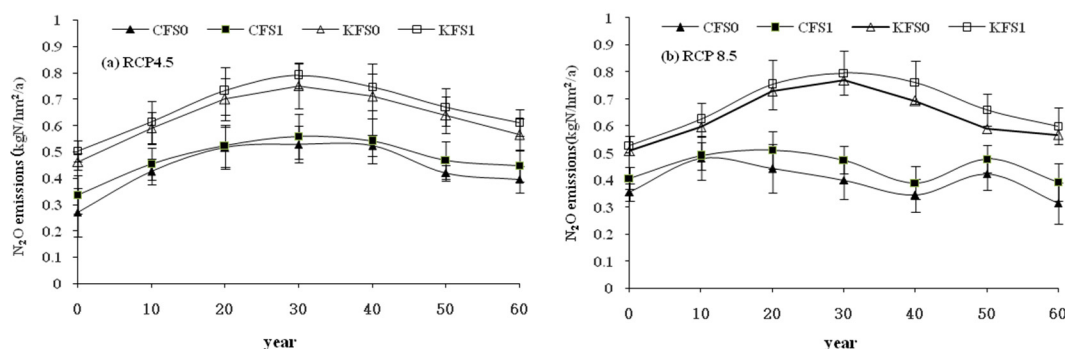 CFS0 CFS1 KFS0 KFS1
(a) RCP4.5
N₂O emissions(kgN/hm²/a)
1
0.9
0.8
0.7
0.6
0.5
0.4
0.3
0.2
0.1
0
0 10 20 30 40 50 60
year
CFS0 CFS1 KFS0 KFS1
(b) RCP 8.5
N₂O emissions(kgN/hm²/a)
1
0.9
0.8
0.7
0.6
0.5
0.4
0.3
0.2
0.1
0
0 10 20 30 40 50 60
year